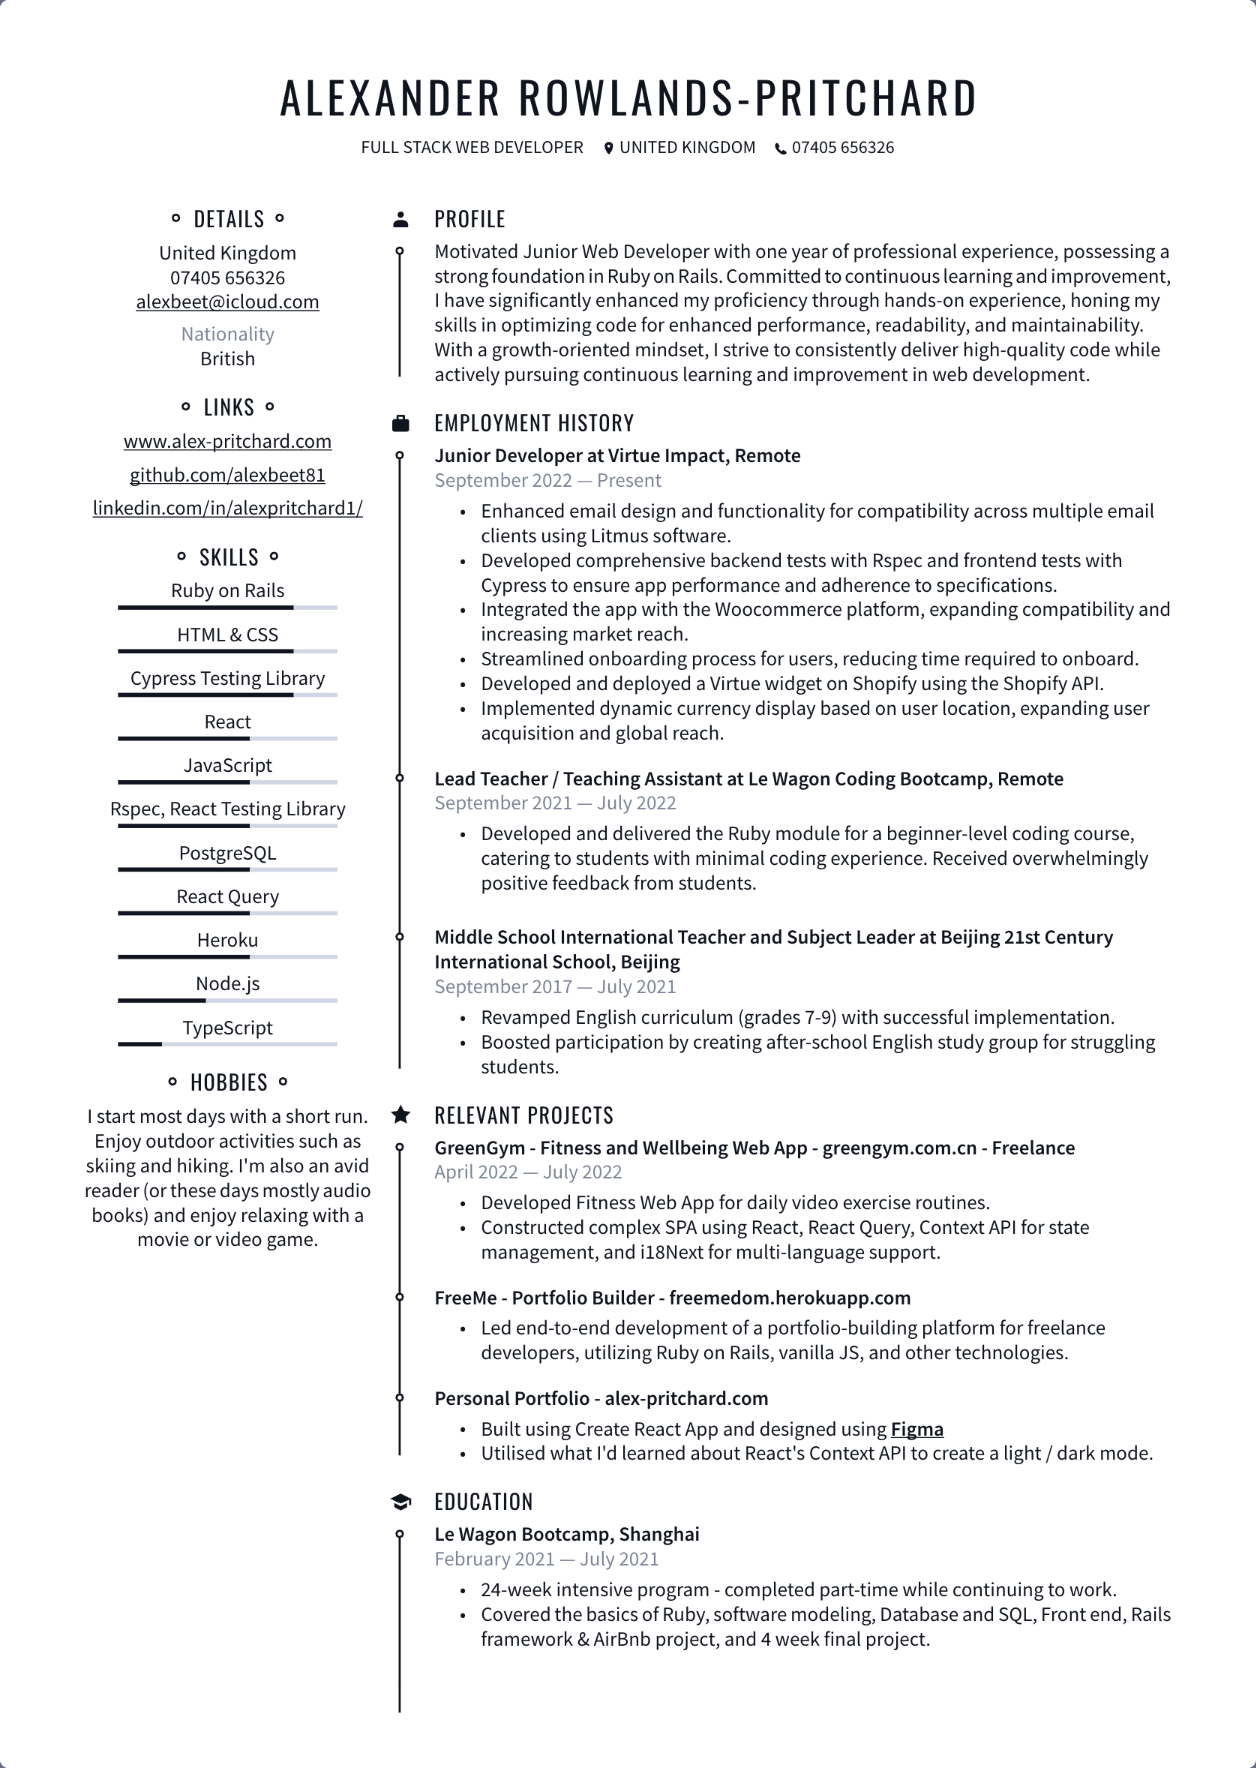 ALEXANDER ROWLANDS-PRITCHARD
FULL STACK WEB DEVELOPER UNITED KINGDOM 07405 656326
DETAILS
United Kingdom
07405 656326
alexbeet@icloud.com
Nationality
British
LINKS
www.alex-pritchard.com
github.com/alexbeet81
linkedin.com/in/alexpritchard1/
SKILLS
Ruby on Rails
HTML & CSS
Cypress Testing Library
React
JavaScript
Rspec, React Testing Library
PostgreSQL
React Query
Heroku
Node.js
TypeScript
HOBBIES
I start most days with a short run.
Enjoy outdoor activities such as
skiing and hiking. I'm also an avid
reader (or these days mostly audio
books) and enjoy relaxing with a
movie or video game.
PROFILE
Motivated Junior Web Developer with one year of professional experience, possessing a
strong foundation in Ruby on Rails. Committed to continuous learning and improvement,
I have significantly enhanced my proficiency through hands-on experience, honing my
skills in optimizing code for enhanced performance, readability, and maintainability.
With a growth-oriented mindset, I strive to consistently deliver high-quality code while
actively pursuing continuous learning and improvement in web development.
EMPLOYMENT HISTORY
Junior Developer at Virtue Impact, Remote
September 2022 — Present
• Enhanced email design and functionality for compatibility across multiple email
clients using Litmus software.
• Developed comprehensive backend tests with Rspec and frontend tests with
Cypress to ensure app performance and adherence to specifications.
• Integrated the app with the Woocommerce platform, expanding compatibility and
increasing market reach.
• Streamlined onboarding process for users, reducing time required to onboard.
• Developed and deployed a Virtue widget on Shopify using the Shopify API.
• Implemented dynamic currency display based on user location, expanding user
acquisition and global reach.
Lead Teacher / Teaching Assistant at Le Wagon Coding Bootcamp, Remote
September 2021 — July 2022
• Developed and delivered the Ruby module for a beginner-level coding course,
catering to students with minimal coding experience. Received overwhelmingly
positive feedback from students.
Middle School International Teacher and Subject Leader at Beijing 21st Century
International School, Beijing
September 2017 — July 2021
• Revamped English curriculum (grades 7-9) with successful implementation.
• Boosted participation by creating after-school English study group for struggling
students.
RELEVANT PROJECTS
GreenGym - Fitness and Wellbeing Web App - greengym.com.cn - Freelance
April 2022 — July 2022
• Developed Fitness Web App for daily video exercise routines.
• Constructed complex SPA using React, React Query, Context API for state
management, and i18Next for multi-language support.
FreeMe - Portfolio Builder - freemedom.herokuapp.com
• Led end-to-end development of a portfolio-building platform for freelance
developers, utilizing Ruby on Rails, vanilla JS, and other technologies.
Personal Portfolio - alex-pritchard.com
• Built using Create React App and designed using Figma
• Utilised what I'd learned about React's Context API to create a light / dark mode.
EDUCATION
Le Wagon Bootcamp, Shanghai
February 2021 — July 2021
• 24-week intensive program - completed part-time while continuing to work.
• Covered the basics of Ruby, software modeling, Database and SQL, Front end, Rails
framework & AirBnb project, and 4 week final project.